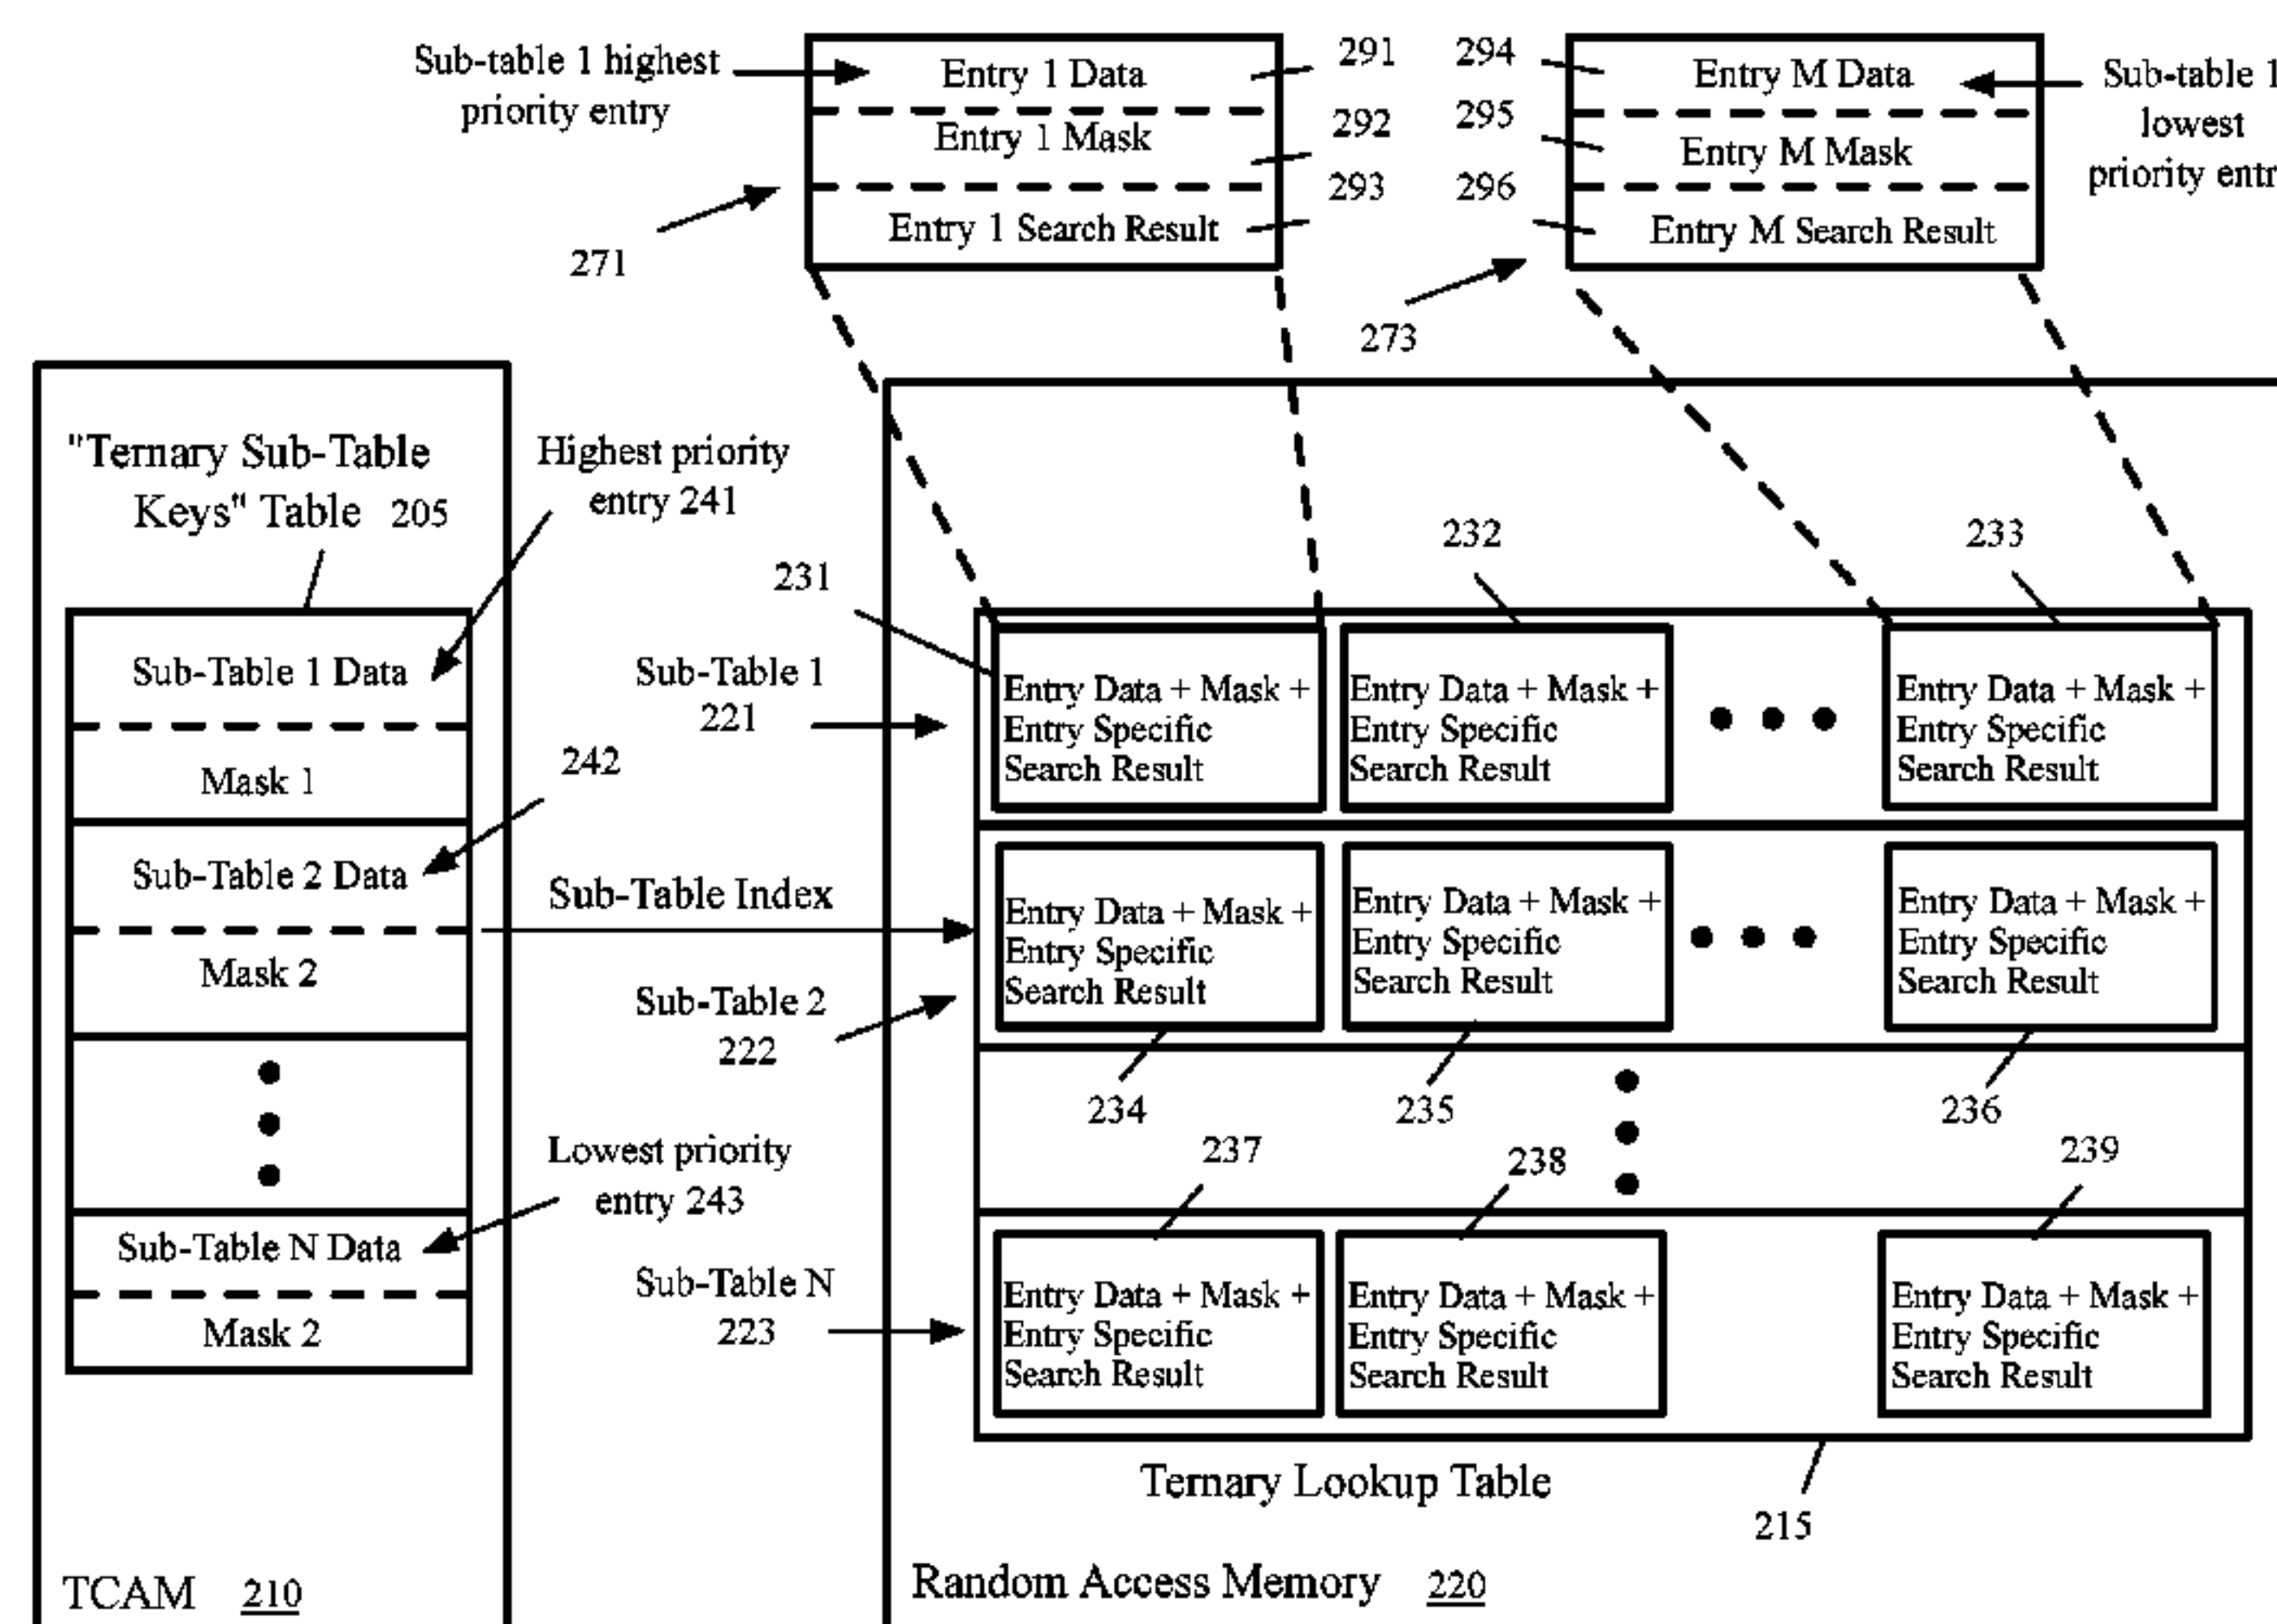 Sub-table 1 highest
priority entry
Entry 1 Data
Entry 1 Mask
Entry 1 Search Result
291
292
293
271
294
295
296
273
Entry M Data
Entry M Mask
Entry M Search Result
Sub-table 1
lowest
priority entr
"Ternary Sub-Table
Keys" Table 205
Highest priority
entry 241
Sub-Table 1 Data
Mask 1
242
Sub-Table 2 Data
Mask 2
Lowest priority
entry 243
Sub-Table N Data
Mask 2
TCAM 210
Sub-Table Index
Sub-Table 1
221
231
232
233
Entry Data + Mask +
Entry Specific
Search Result
Entry Data + Mask +
Entry Specific
Search Result
Entry Data + Mask +
Entry Specific
Search Result
Sub-Table 2
222
Entry Data + Mask +
Entry Specific
Search Result
Entry Data + Mask +
Entry Specific
Search Result
Entry Data + Mask +
Entry Specific
Search Result
234
235
236
Sub-Table N
223
237
238
239
Entry Data + Mask +
Entry Specific
Search Result
Entry Data + Mask +
Entry Specific
Search Result
Entry Data + Mask +
Entry Specific
Search Result
Ternary Lookup Table
215
Random Access Memory 220